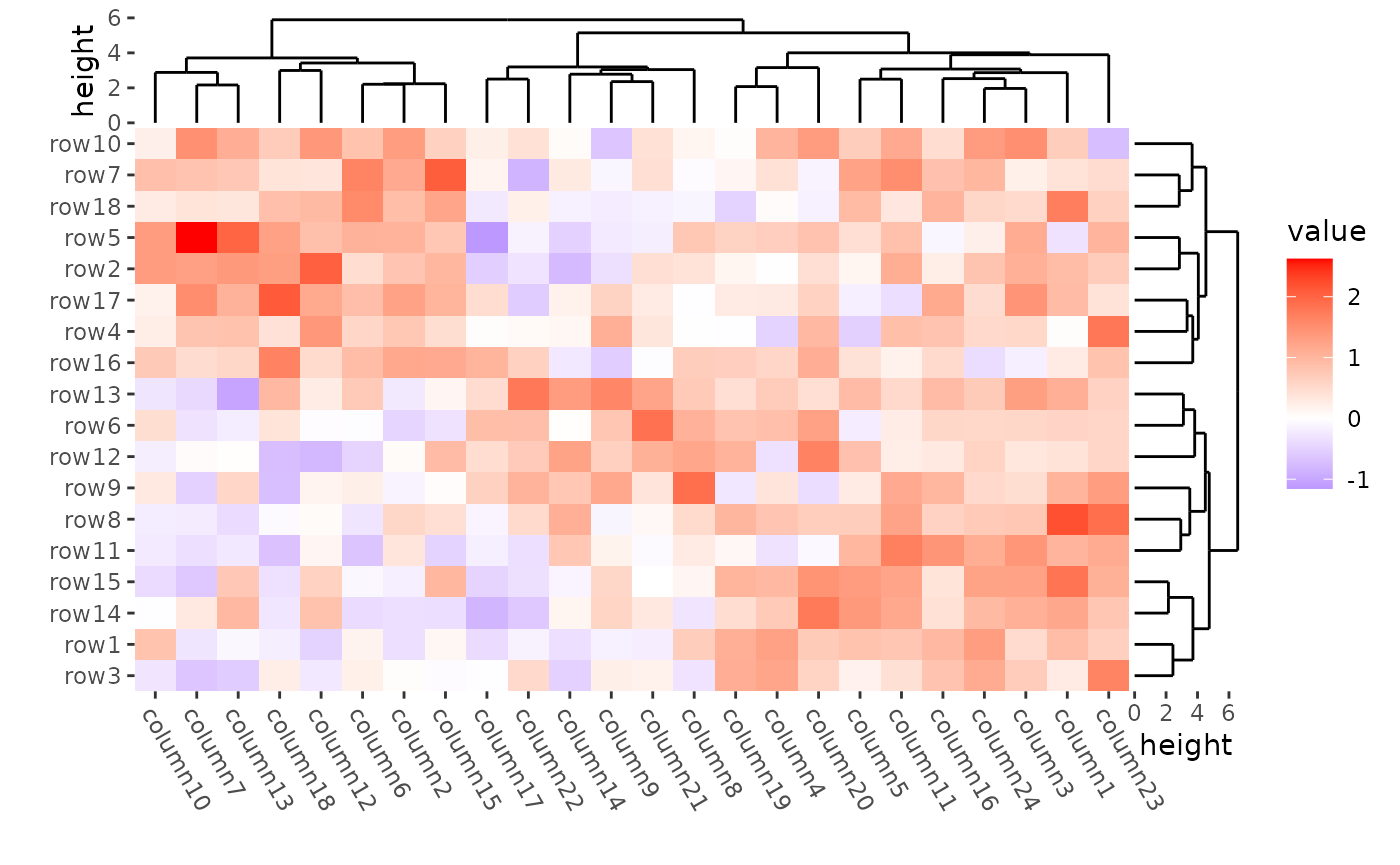 height
6
4
2
0
row10
row7
row18
row5
row2
row17
row4
row16
row13
row6
row12
row9
row8
row11
row15
row14
row1
row3
column10
column7
column13
column18
column12
column6
column2
column15
column17
column22
column14
column9
column21
column8
column19
column4
column20
column5
column11
column16
column24
column3
column1
column23
0 2 4 6
height
value
2
1
0
-1